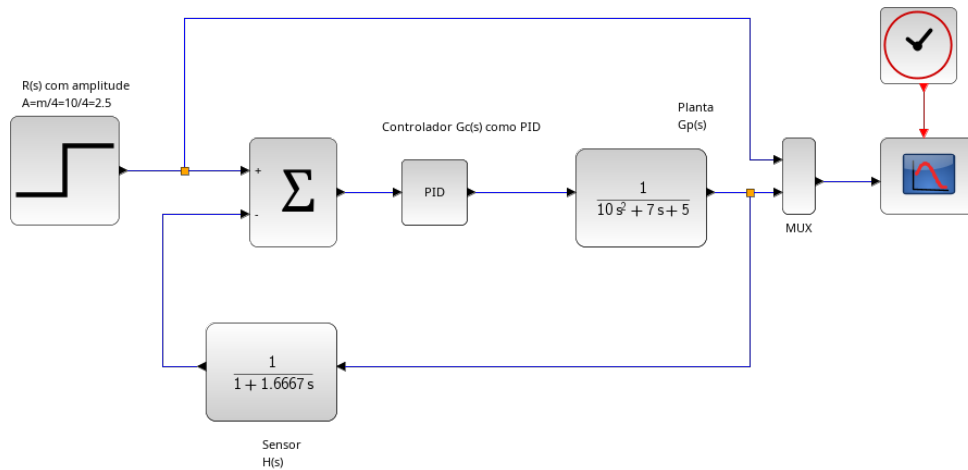 R(s) com amplitude
A=m/4=10/4=2.5
Controlador Gc(s) como PID
Planta
Gp(s)
+
-
Σ
PID
1
10 s² + 7 s + 5
MUX
1
1 + 1.6667 s
Sensor
H(s)